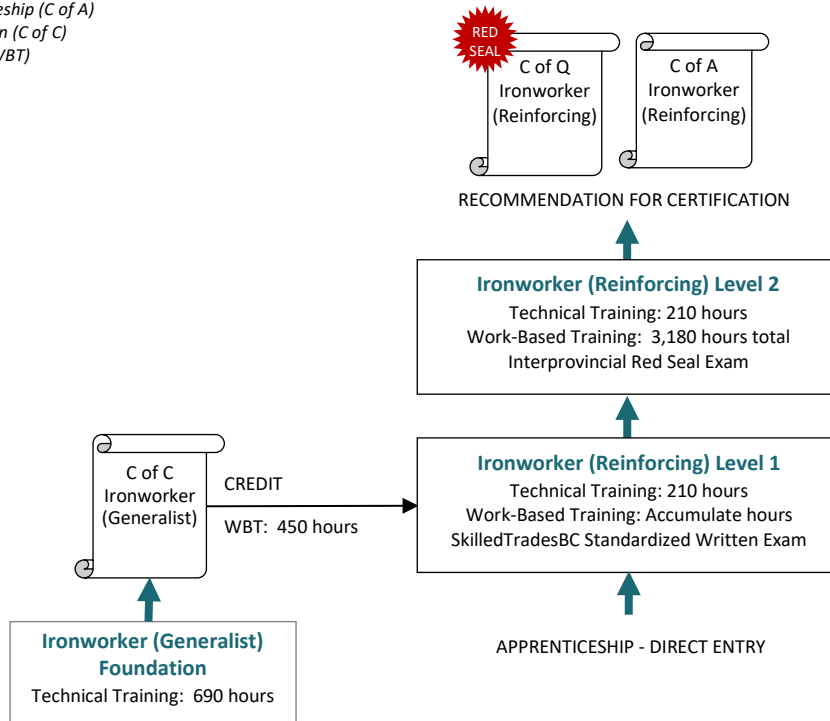 (C of A)
(C of C)
RED
SEAL
C of Q
Ironworker
(Reinforcing)
C of A
Ironworker
(Reinforcing)
RECOMMENDATION FOR CERTIFICATION
Ironworker (Reinforcing) Level 2
Technical Training: 210 hours
Work-Based Training: 3,180 hours total
Interprovincial Red Seal Exam
Ironworker (Reinforcing) Level 1
Technical Training: 210 hours
Work-Based Training: Accumulate hours
SkilledTradesBC Standardized Written Exam
C of C
Ironworker
(Generalist)
CREDIT
WBT: 450 hours
APPRENTICESHIP - DIRECT ENTRY
Ironworker (Generalist)
Foundation
Technical Training: 690 hours